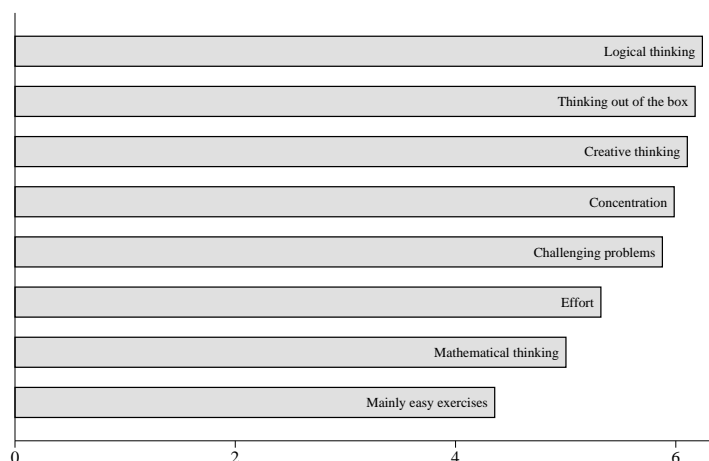 Logical thinking
Thinking out of the box
Creative thinking
Concentration
Challenging problems
Effort
Mathematical thinking
Mainly easy exercises
0 2 4 6